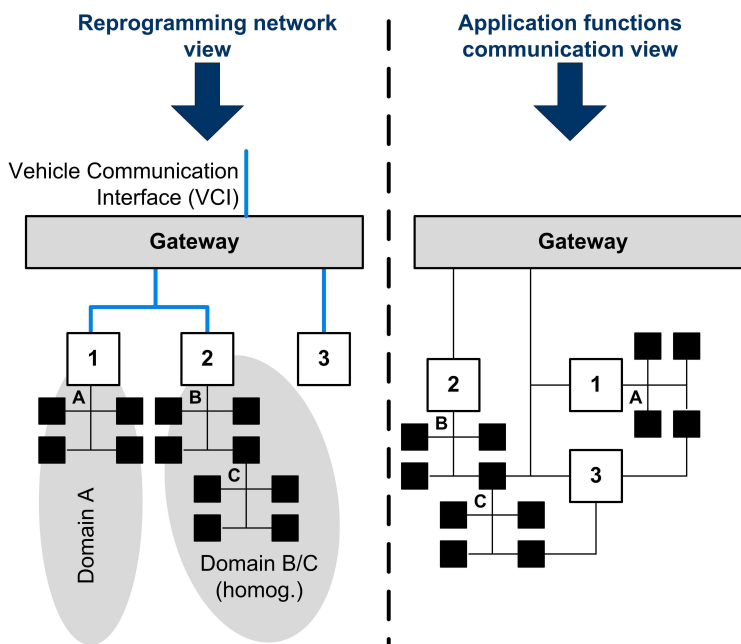 Reprogramming network
view
Application functions
communication view
Vehicle Communication
Interface (VCI)
Gateway
Gateway
1
2
3
A
B
C
Domain A
Domain B/C
(homog.)
1
2
A
B
3
C